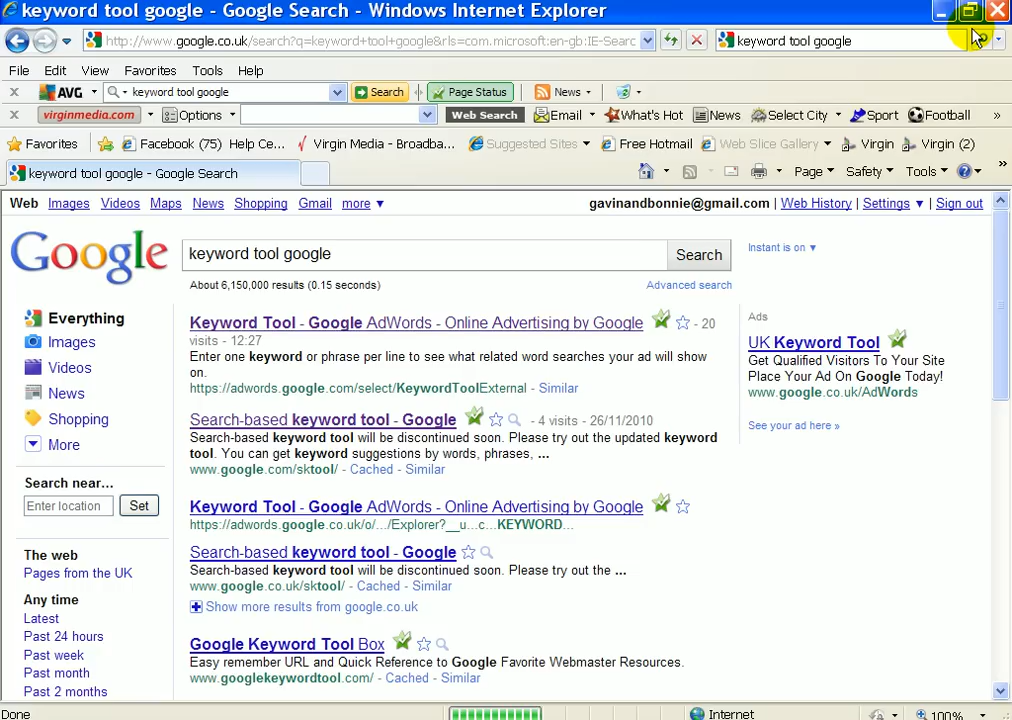 keyword tool google - Google Search - Windows Internet Explorer
http://www.google.co.uk/search?q=keyword+tool+google&rls=com.microsoft:en-gb:IE-Searc
keyword tool google
File Edit View Favorites Tools Help
AVG keyword tool google Search Page Status News
virginmedia.com Options Web Search Email What's Hot News Select City Sport Football »
Favorites Facebook (75) Help Ce... Virgin Media - Broadba... Suggested Sites Free Hotmail Web Slice Gallery Virgin Virgin (2)
keyword tool google - Google Search Page Safety Tools »
Web Images Videos Maps News Shopping Gmail more ▼ gavinandbonnie@gmail.com | Web History | Settings ▼ | Sign out
Google keyword tool google Search Instant is on ▼
About 6,150,000 results (0.15 seconds) Advanced search
Everything
Images
Videos
News
Shopping
More
Search near...
Enter location Set
The web
Pages from the UK
Any time
Latest
Past 24 hours
Past week
Past month
Past 2 months
Keyword Tool - Google AdWords - Online Advertising by Google - 20
visits - 12:27
Enter one keyword or phrase per line to see what related word searches your ad will show
on.
https://adwords.google.com/select/KeywordToolExternal - Similar
Search-based keyword tool - Google - 4 visits - 26/11/2010
Search-based keyword tool will be discontinued soon. Please try out the updated keyword
tool. You can get keyword suggestions by words, phrases, ...
www.google.com/sktool/ - Cached - Similar
Keyword Tool - Google AdWords - Online Advertising by Google
https://adwords.google.co.uk/o/.../Explorer?__u...c...KEYWORD...
Search-based keyword tool - Google
Search-based keyword tool will be discontinued soon. Please try out the ...
www.google.co.uk/sktool/ - Cached - Similar
Show more results from google.co.uk
Google Keyword Tool Box
Easy remember URL and Quick Reference to Google Favorite Webmaster Resources.
www.googlekeywordtool.com/ - Cached - Similar
Ads
UK Keyword Tool
Get Qualified Visitors To Your Site
Place Your Ad On Google Today!
www.google.co.uk/AdWords
See your ad here »
Done Internet 100%